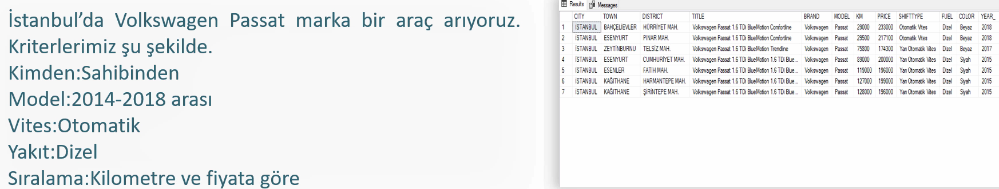 İstanbul’da Volkswagen Passat marka bir araç arıyoruz.
Kriterlerimiz şu şekilde.
Kimden:Sahibinden
Model:2014-2018 arası
Vites:Otomatik
Yakıt:Dizel
Sıralama:Kilometre ve fiyata göre
Results Messages
CITY TOWN DISTRICT TITLE BRAND MODEL KM PRICE SHIFTTYPE FUEL COLOR YEAR_
1 İSTANBUL BAHÇELİEVLER HÜRRİYET MAH. Volkswagen Passat 1.6 TDi BlueMotion Comfortline Volkswagen Passat 29000 233000 Otomatik Vites Dizel Beyaz 2018
2 İSTANBUL ESENYURT PINAR MAH. Volkswagen Passat 1.6 TDi BlueMotion Comfortline Volkswagen Passat 29500 217100 Otomatik Vites Dizel Beyaz 2018
3 İSTANBUL ZEYTİNBURNU TELSİZ MAH. Volkswagen Passat 1.6 TDi BlueMotion Trendline Volkswagen Passat 75800 174300 Yarı Otomatik Vites Dizel Beyaz 2017
4 İSTANBUL ESENYURT CUMHURİYET MAH. Volkswagen Passat 1.6 TDi BlueMotion 1.6 TDi Blue... Volkswagen Passat 89000 200000 Yarı Otomatik Vites Dizel Siyah 2015
5 İSTANBUL ESENLER FATİH MAH. Volkswagen Passat 1.6 TDi BlueMotion 1.6 TDi Blue... Volkswagen Passat 119000 196000 Yarı Otomatik Vites Dizel Siyah 2015
6 İSTANBUL KAĞITHANE HARMANTEPE MAH. Volkswagen Passat 1.6 TDi BlueMotion 1.6 TDi Blue... Volkswagen Passat 127000 199000 Yarı Otomatik Vites Dizel Siyah 2015
7 İSTANBUL KAĞITHANE ŞİRİNTEPE MAH. Volkswagen Passat 1.6 TDi BlueMotion 1.6 TDi Blue... Volkswagen Passat 128000 196000 Yarı Otomatik Vites Dizel Siyah 2015